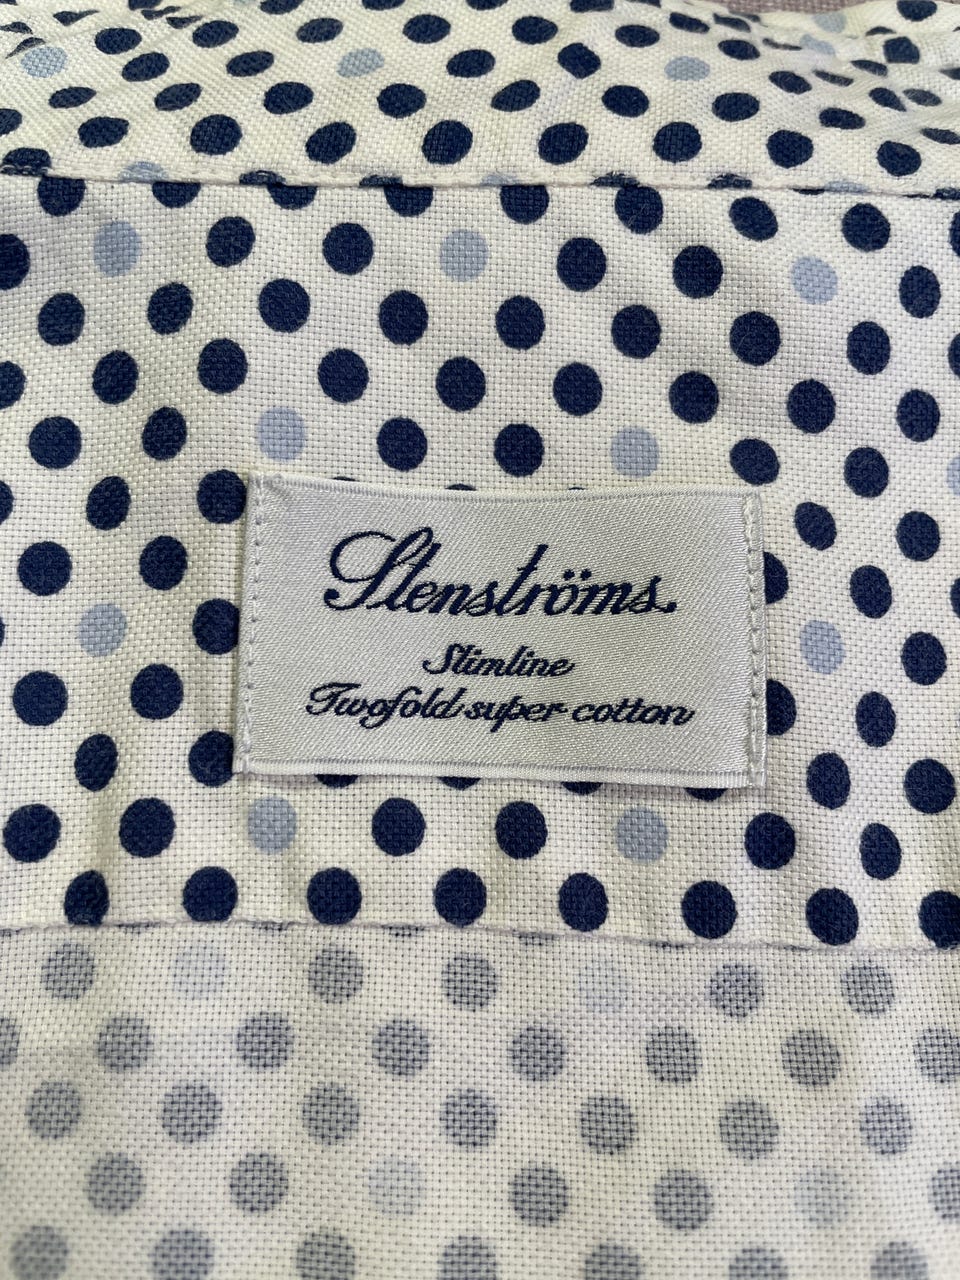 Stenströms.
Slimline
Twofold super cotton